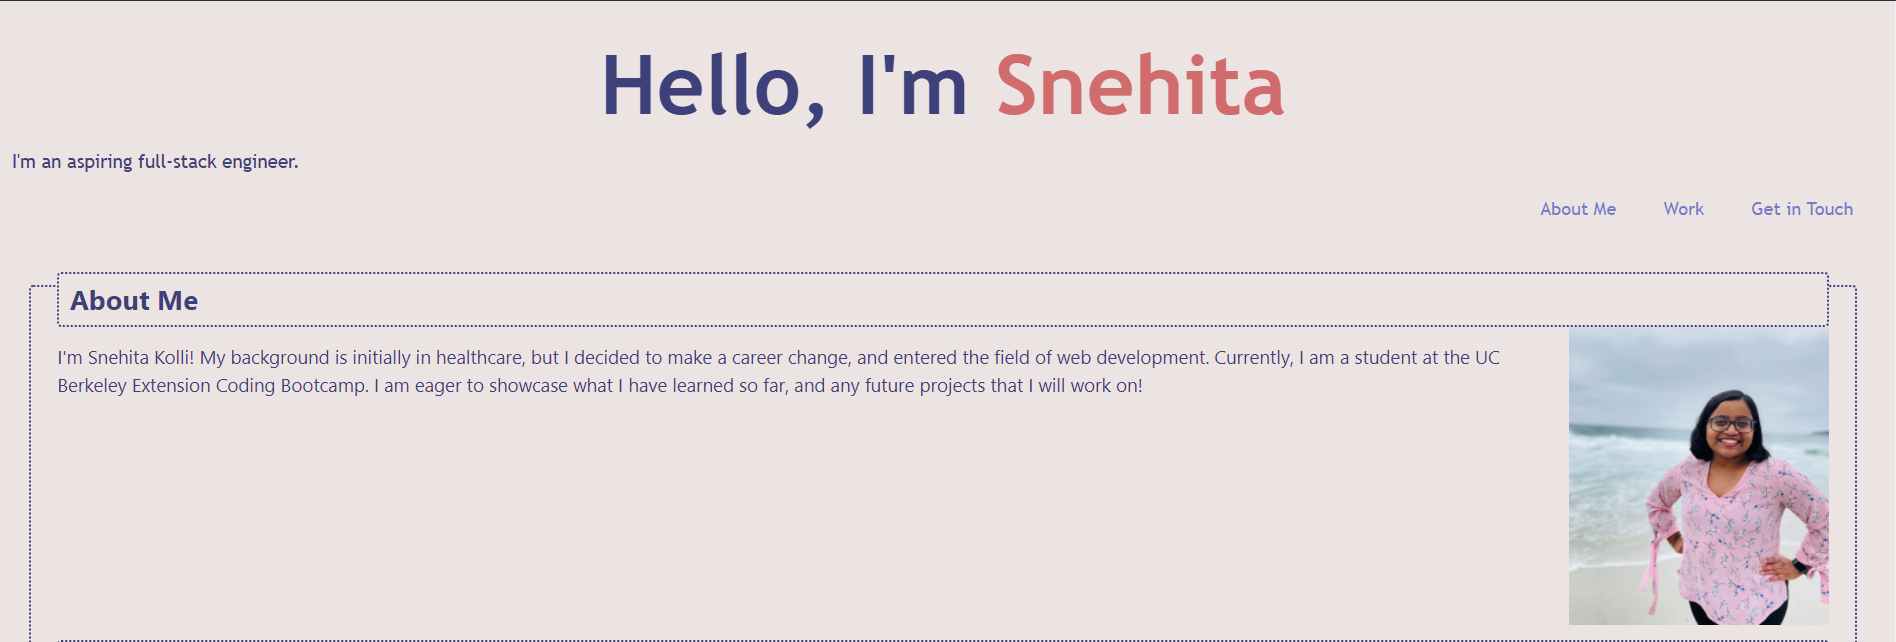 Hello, I'm Snehita
I'm an aspiring full-stack engineer.
About Me Work Get in Touch
About Me
I'm Snehita Kolli! My background is initially in healthcare, but I decided to make a career change, and entered the field of web development. Currently, I am a student at the UC
Berkeley Extension Coding Bootcamp. I am eager to showcase what I have learned so far, and any future projects that I will work on!